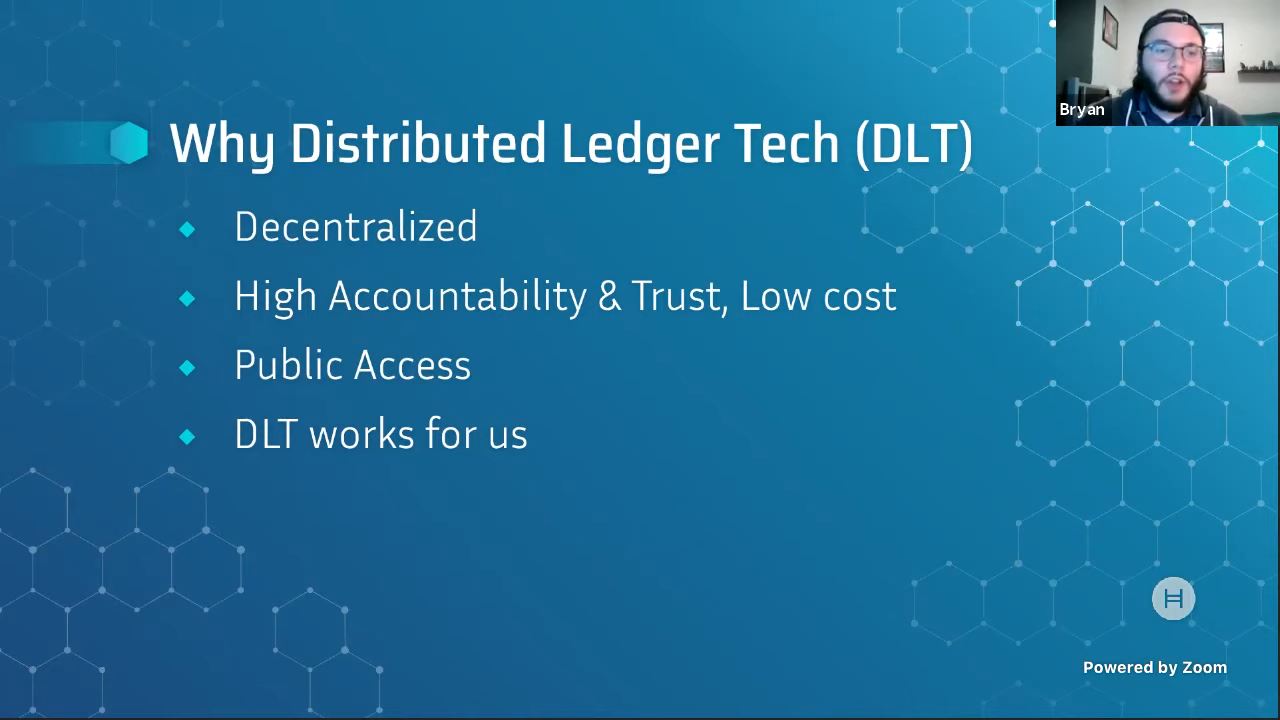 Bryan
Why Distributed Ledger Tech (DLT)
Decentralized
High Accountability & Trust, Low cost
Public Access
DLT works for us
Powered by Zoom